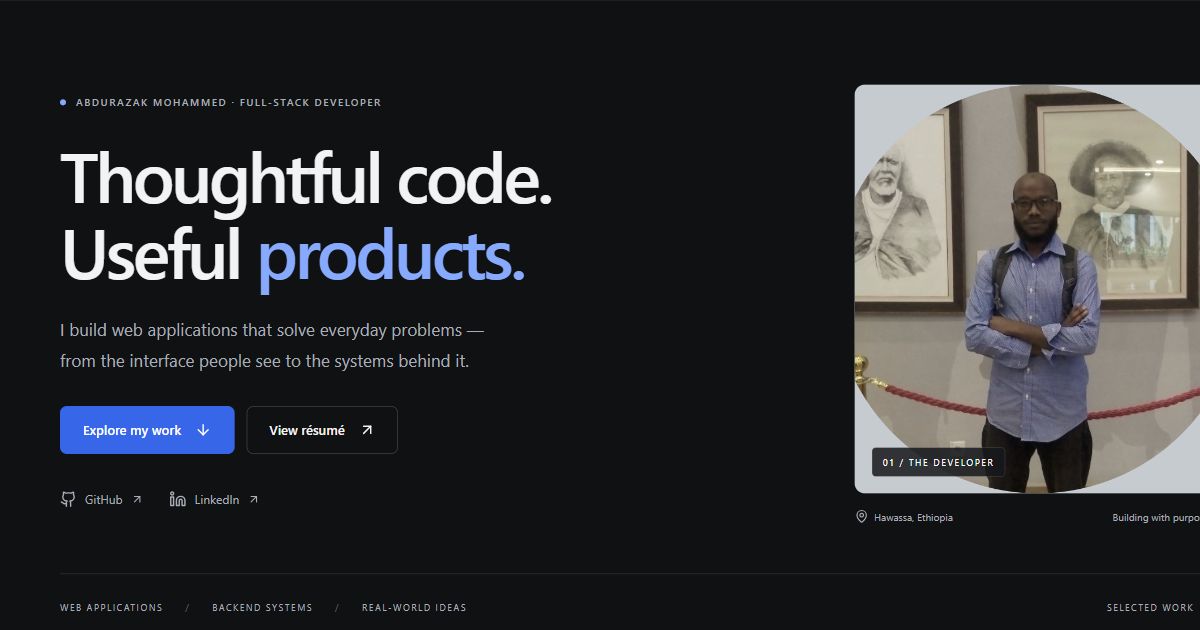 ABDURAZAK MOHAMMED · FULL-STACK DEVELOPER
Thoughtful code.
Useful products.
I build web applications that solve everyday problems —
from the interface people see to the systems behind it.
Explore my work
View résumé
GitHub
LinkedIn
01 / THE DEVELOPER
Hawassa, Ethiopia
Building with
WEB APPLICATIONS / BACKEND SYSTEMS / REAL-WORLD IDEAS
SELECTED WORK